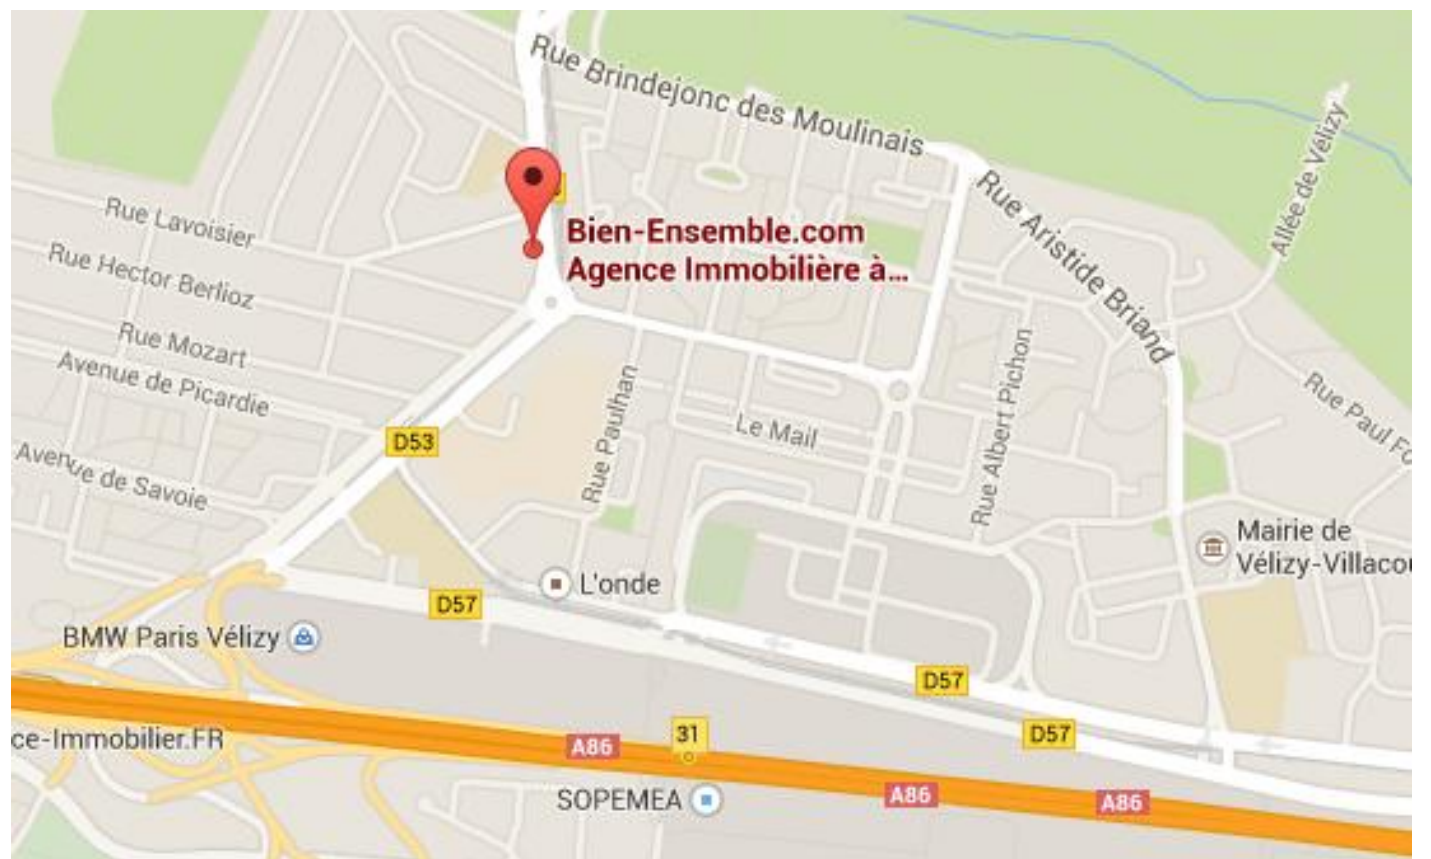 Rue Brindejonc des Moulinais
Allée de Vélizy
Rue Aristide Briand
Rue Lavoisier
Bien-Ensemble.com
Agence Immobilière à...
Rue Hector Berlioz
Rue Mozart
Avenue de Picardie
Rue Paulhan
Rue Albert Pichon
Rue Paul Fo
Le Mail
D53
Avenue de Savoie
Mairie de
Vélizy-Villacou
L'onde
D57
BMW Paris Vélizy
D57
D57
ce-Immobilier.FR
A86
31
SOPEMEA
A86
A86